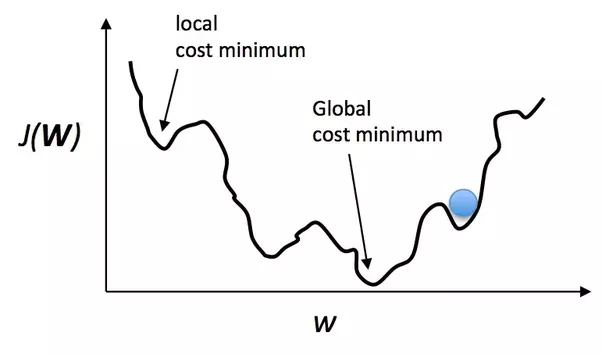 local
cost minimum
Global
cost minimum
J(W)
W